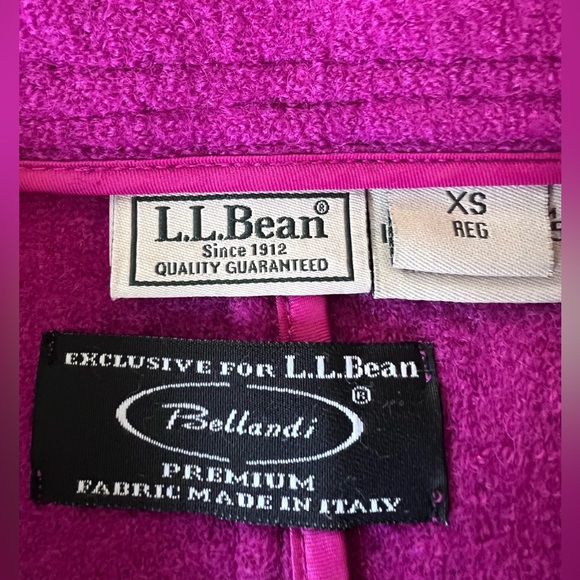 L.L.Bean®
Since 1912
QUALITY GUARANTEED
XS
REG
EXCLUSIVE FOR L.L.Bean
®
Bellandi
PREMIUM
FABRIC MADE IN ITALY